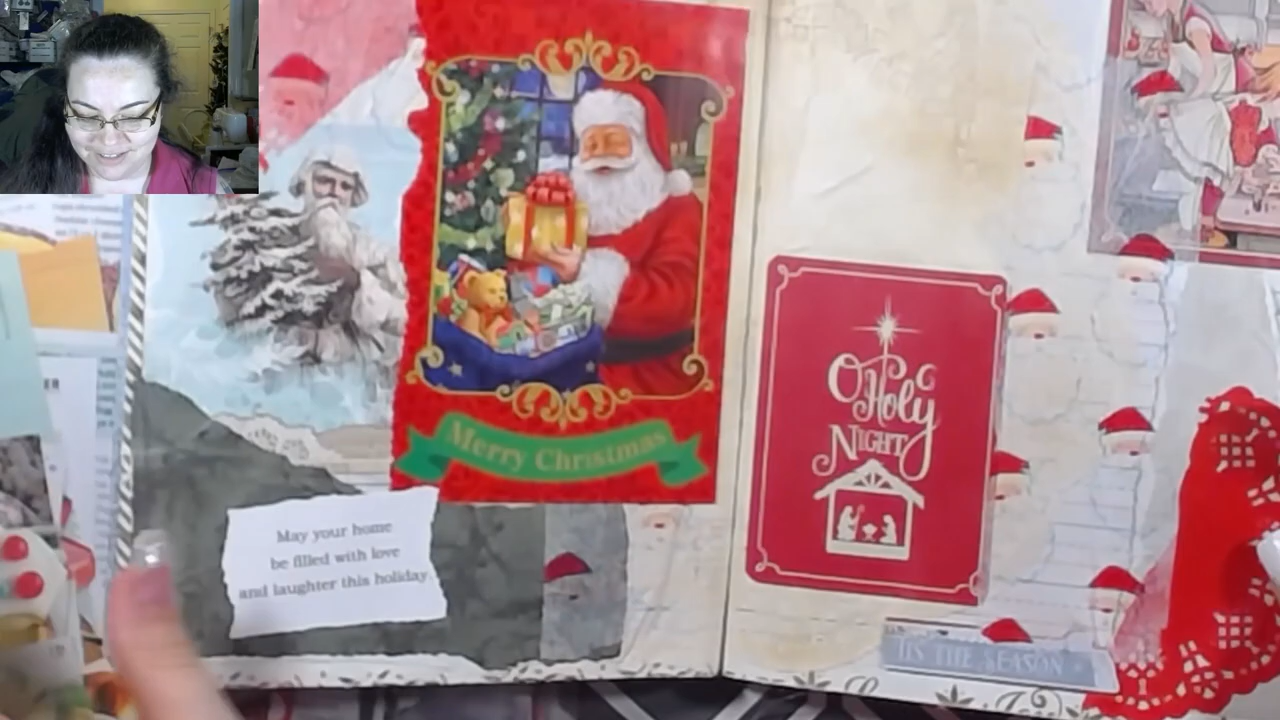 Merry Christmas
May your home
be filled with love
and laughter this holiday.
O Holy
Night
'TIS THE SEASON